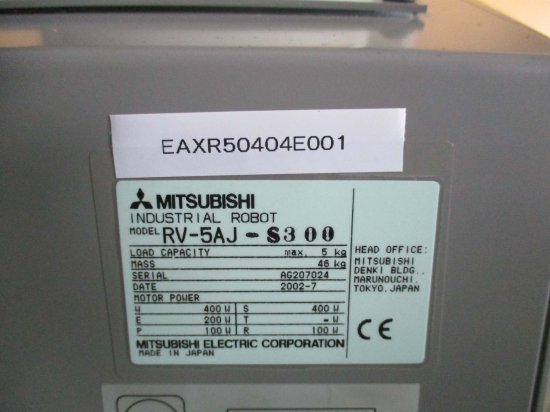 EAXR50404E001
MITSUBISHI
INDUSTRIAL ROBOT
MODEL RV-5AJ-S300
LOAD CAPACITY max. 5 kg
MASS 46 kg
SERIAL AG207024
DATE 2002-7
MOTOR POWER
W 400 W S 400 W
E 200 W T - W
P 100 W R 100 W
MITSUBISHI ELECTRIC CORPORATION
MADE IN JAPAN
HEAD OFFICE:
MITSUBISHI
DENKI BLDG.,
MARUNOUCHI,
TOKYO, JAPAN
CE